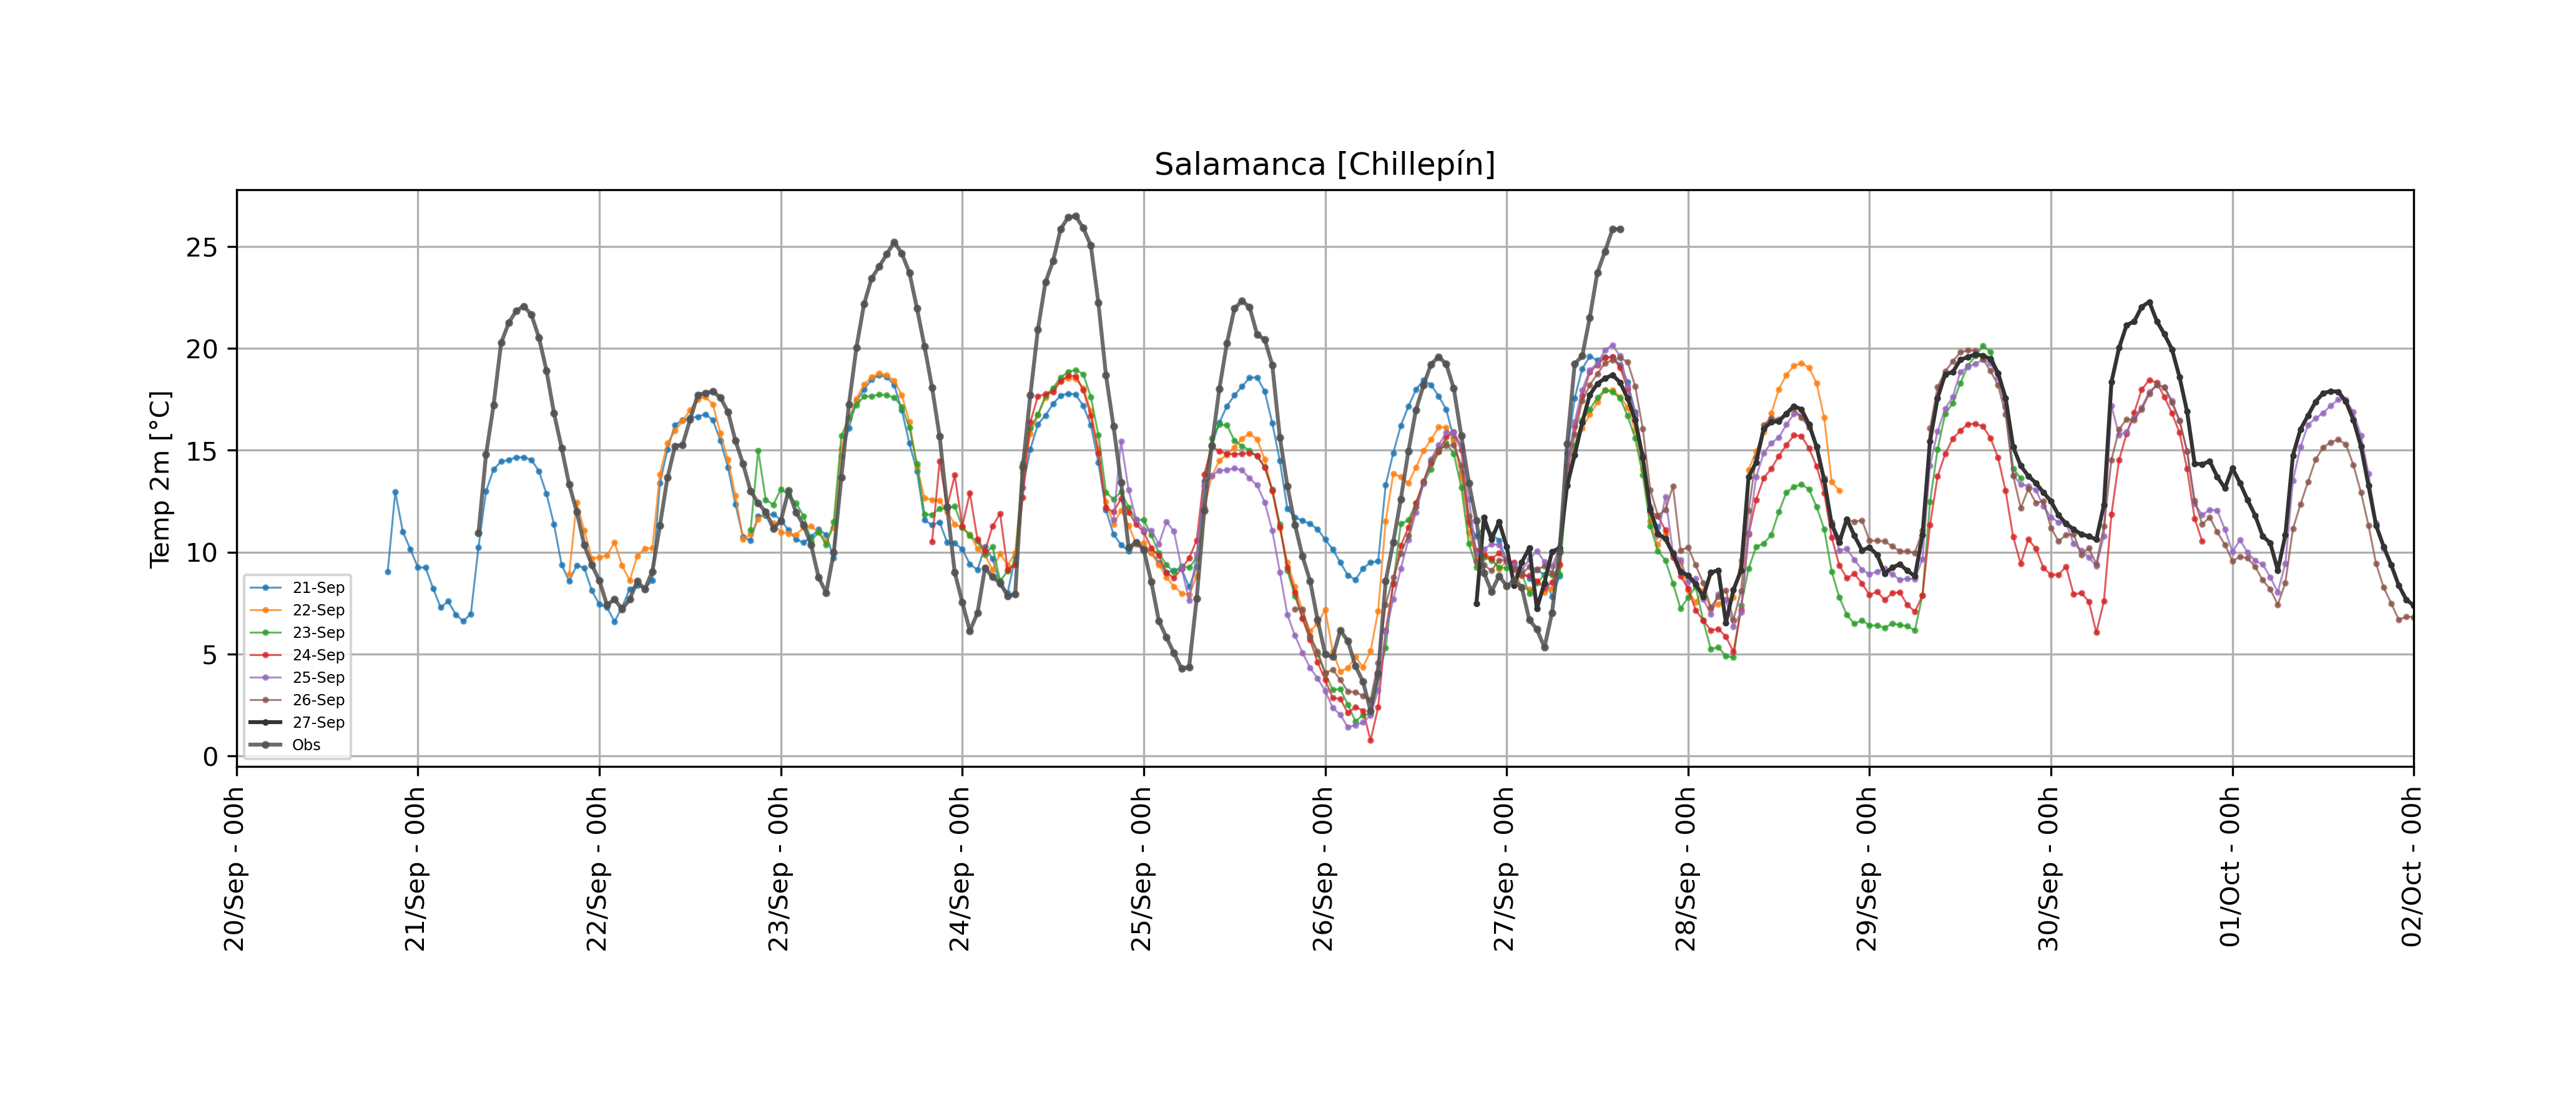 Salamanca [Chillepín]
Temp 2m [°C]
25
20
15
10
5
0
21-Sep
22-Sep
23-Sep
24-Sep
25-Sep
26-Sep
27-Sep
Obs
20/Sep - 00h
21/Sep - 00h
22/Sep - 00h
23/Sep - 00h
24/Sep - 00h
25/Sep - 00h
26/Sep - 00h
27/Sep - 00h
28/Sep - 00h
29/Sep - 00h
30/Sep - 00h
01/Oct - 00h
02/Oct - 00h